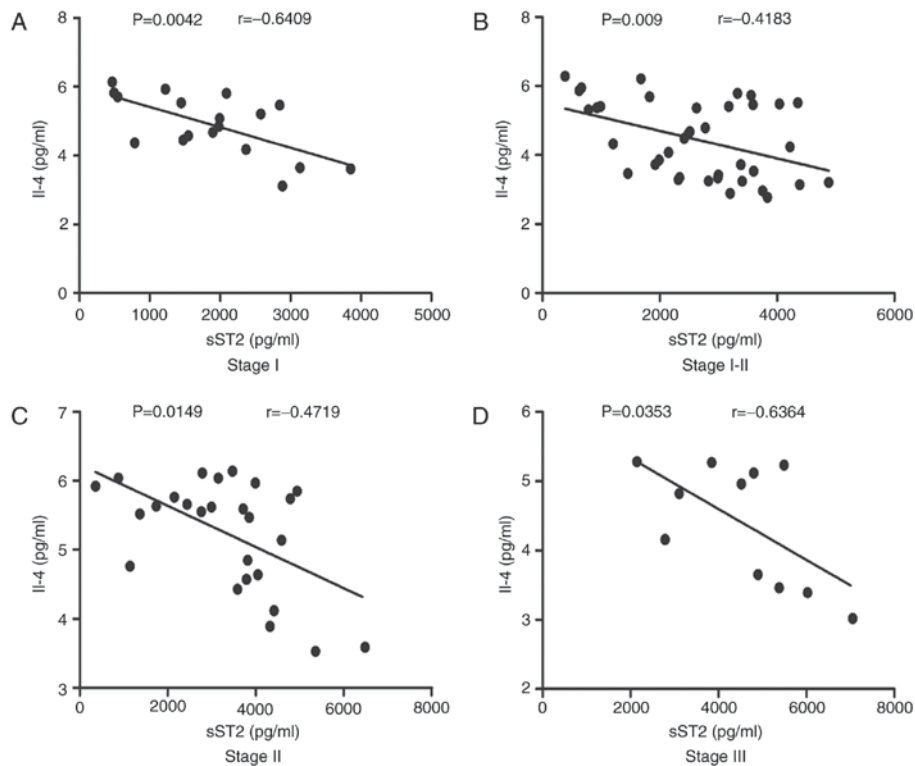 A
P=0.0042 r=−0.6409
8
6
4
2
0
Il-4 (pg/ml)
0 1000 2000 3000 4000 5000
sST2 (pg/ml)
Stage I
B
P=0.009 r=−0.4183
8
6
4
2
0
Il-4 (pg/ml)
0 2000 4000 6000
sST2 (pg/ml)
Stage I-II
C
P=0.0149 r=−0.4719
7
6
5
4
3
Il-4 (pg/ml)
0 2000 4000 6000 8000
sST2 (pg/ml)
Stage II
D
P=0.0353 r=−0.6364
6
5
4
3
2
Il-4 (pg/ml)
0 2000 4000 6000 8000
sST2 (pg/ml)
Stage III